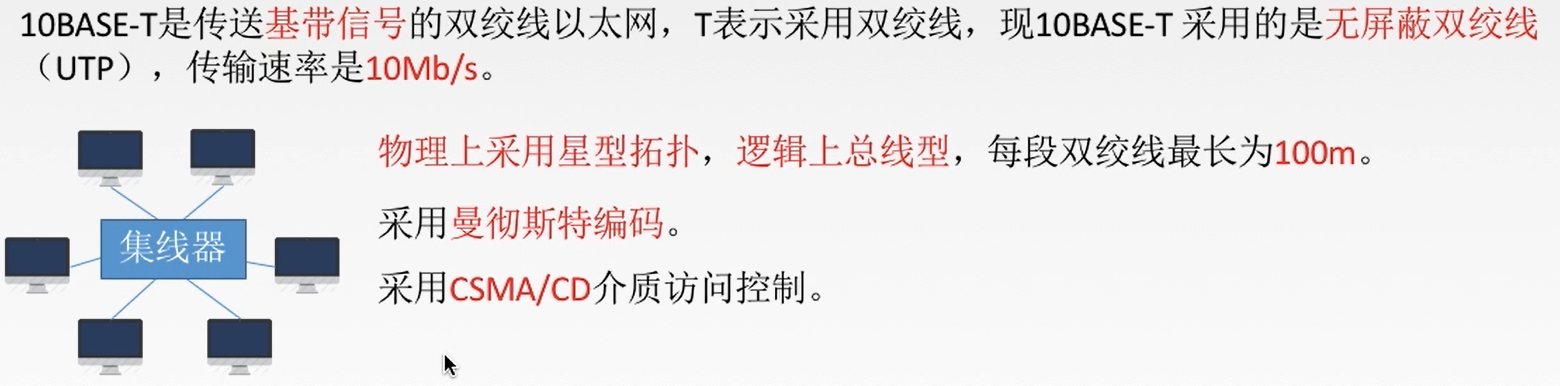 10BASE-T是传送基带信号的双绞线以太网，T表示采用双绞线，现10BASE-T 采用的是无屏蔽双绞线
（UTP），传输速率是10Mb/s。
物理上采用星型拓扑，逻辑上总线型，每段双绞线最长为100m。
采用曼彻斯特编码。
集线器
采用CSMA/CD介质访问控制。